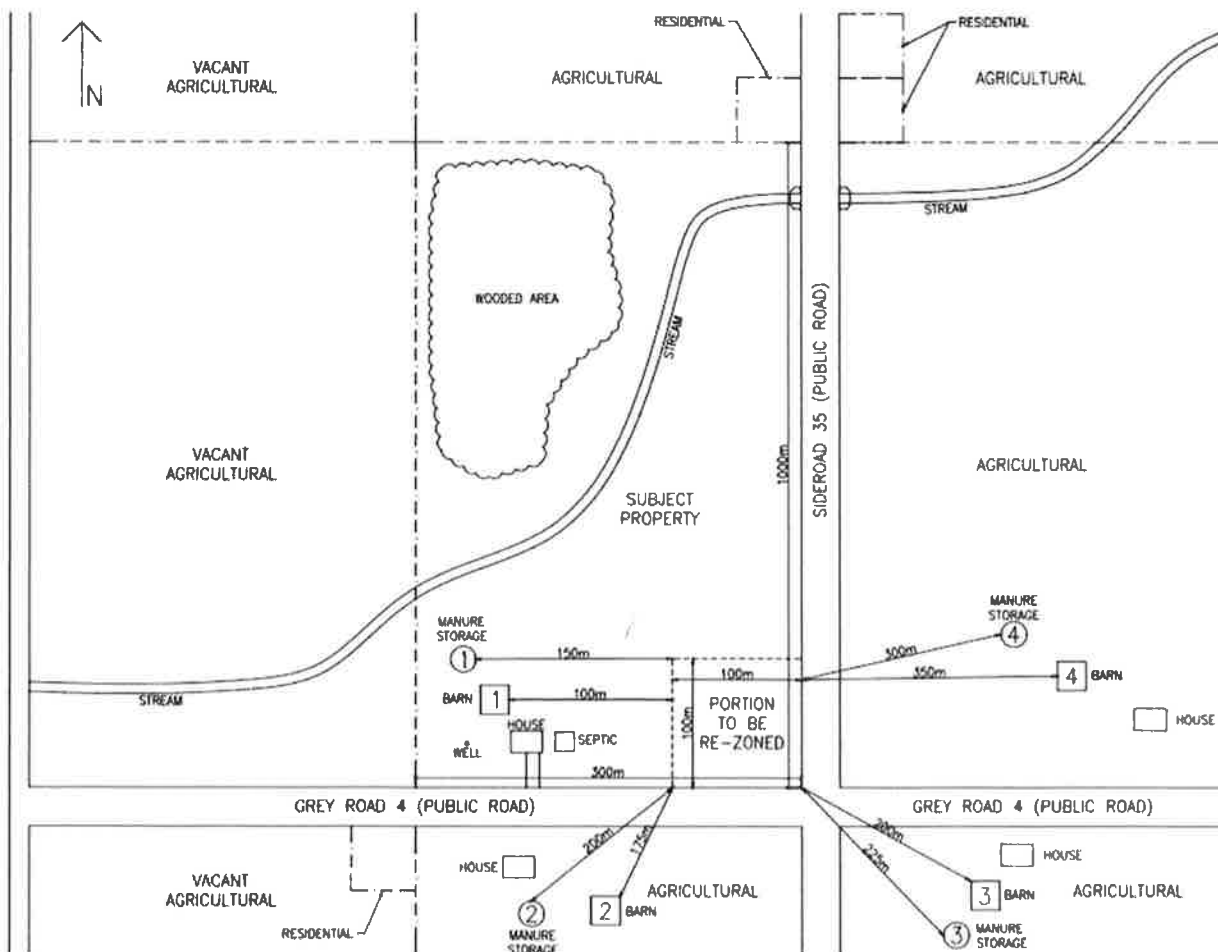 RESIDENTIAL
RESIDENTIAL
N
VACANT
AGRICULTURAL
AGRICULTURAL
AGRICULTURAL
STREAM
WOODED AREA
STREAM
SIDEROAD 35 (PUBLIC ROAD)
1000m
VACANT
AGRICULTURAL
SUBJECT
PROPERTY
AGRICULTURAL
MANURE
STORAGE
4
MANURE
STORAGE
1
150m
300m
100m
350m
4
BARN
STREAM
BARN
1
100m
100m
PORTION
TO BE
RE-ZONED
HOUSE
SEPTIC
WELL
HOUSE
300m
GREY ROAD 4 (PUBLIC ROAD)
GREY ROAD 4 (PUBLIC ROAD)
200m
175m
200m
225m
HOUSE
HOUSE
VACANT
AGRICULTURAL
AGRICULTURAL
3
BARN
AGRICULTURAL
2
2
BARN
RESIDENTIAL
MANURE
STORAGE
3
MANURE
STORAGE